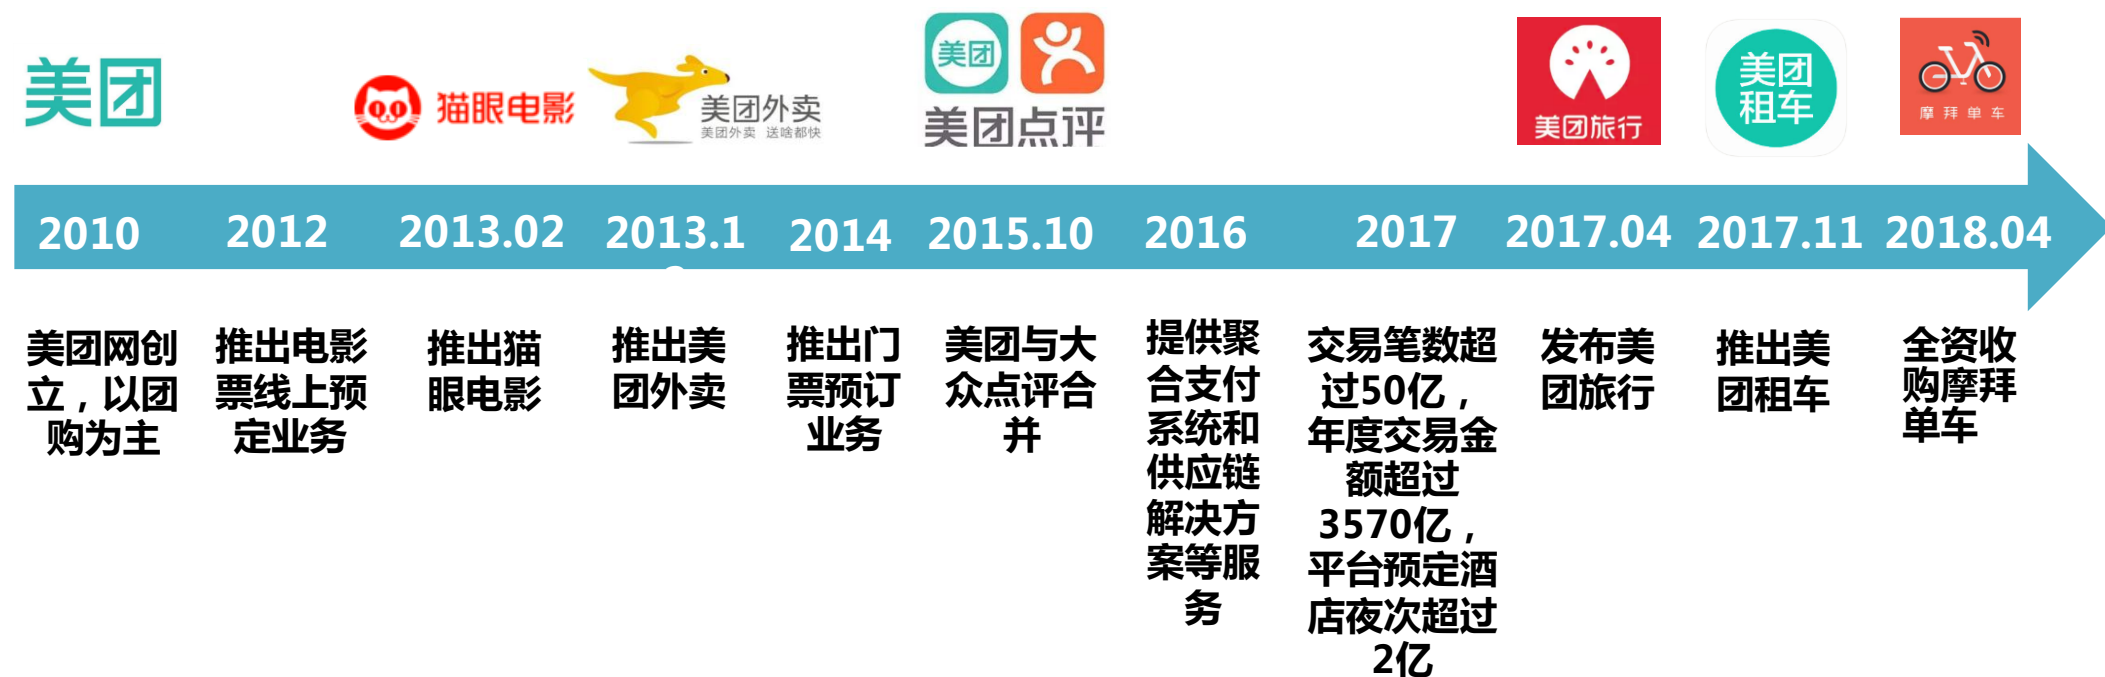 美团
猫眼电影
美团外卖
美团外卖 送啥都快
美团
美团点评
美团旅行
美团
租车
摩拜单车
2010
2012
2013.02
2013.1
2014
2015.10
2016
2017
2017.04
2017.11
2018.04
美团网创
立，以团
购为主
推出电影
票线上预
定业务
推出猫
眼电影
推出美
团外卖
推出门
票预订
业务
美团与大
众点评合
并
提供聚
合支付
系统和
供应链
解决方
案等服
务
交易笔数超
过50亿，
年度交易金
额超过
3570亿，
平台预定酒
店夜次超过
2亿
发布美
团旅行
推出美
团租车
全资收
购摩拜
单车